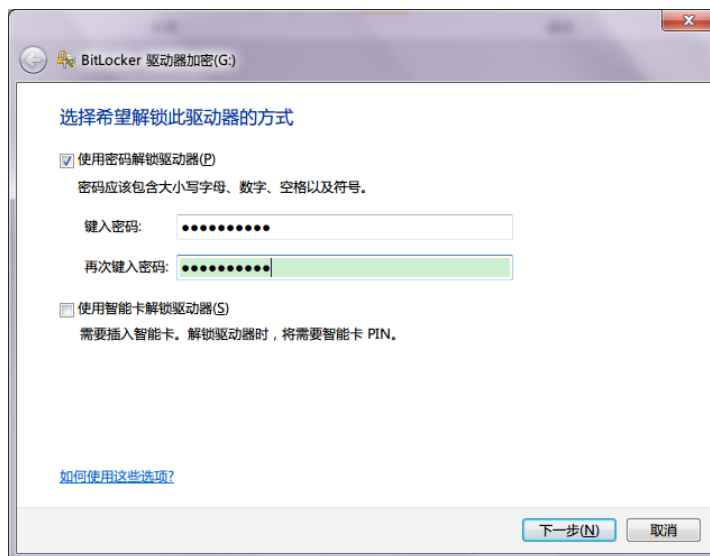 BitLocker 驱动器加密(G:)
选择希望解锁此驱动器的方式
使用密码解锁驱动器(P)
密码应该包含大小写字母、数字、空格以及符号。
键入密码: ●●●●●●●●●●
再次键入密码: ●●●●●●●●●●
使用智能卡解锁驱动器(S)
需要插入智能卡。解锁驱动器时，将需要智能卡 PIN。
如何使用这些选项?
下一步(N) 取消